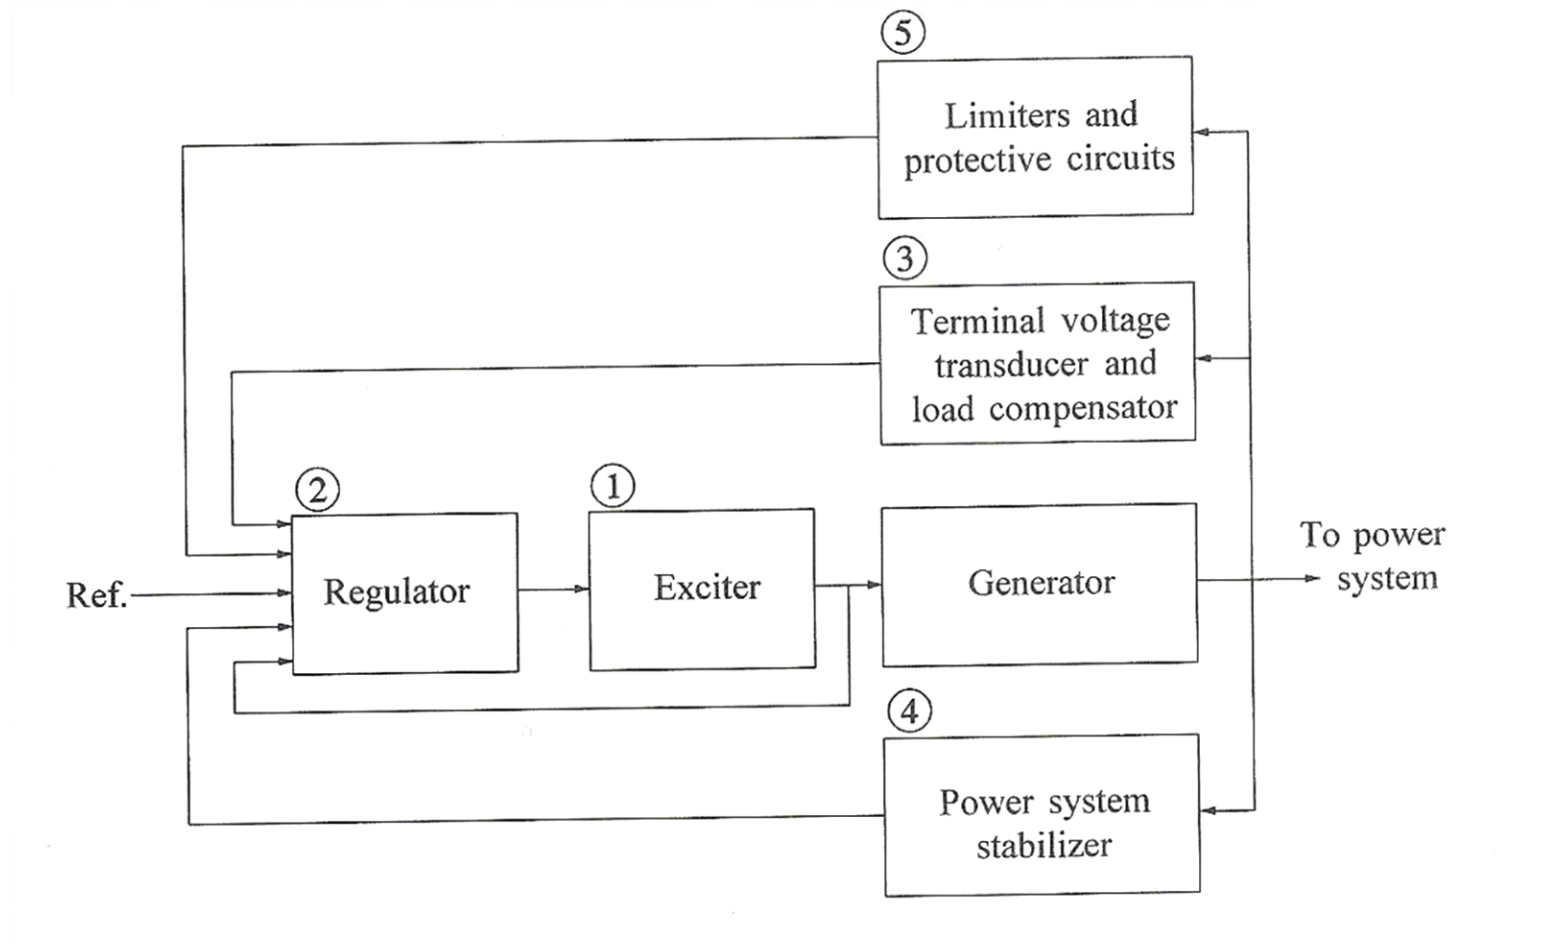 5
Limiters and
protective circuits
3
Terminal voltage
transducer and
load compensator
2
1
Ref.
Regulator
Exciter
Generator
To power
system
4
Power system
stabilizer